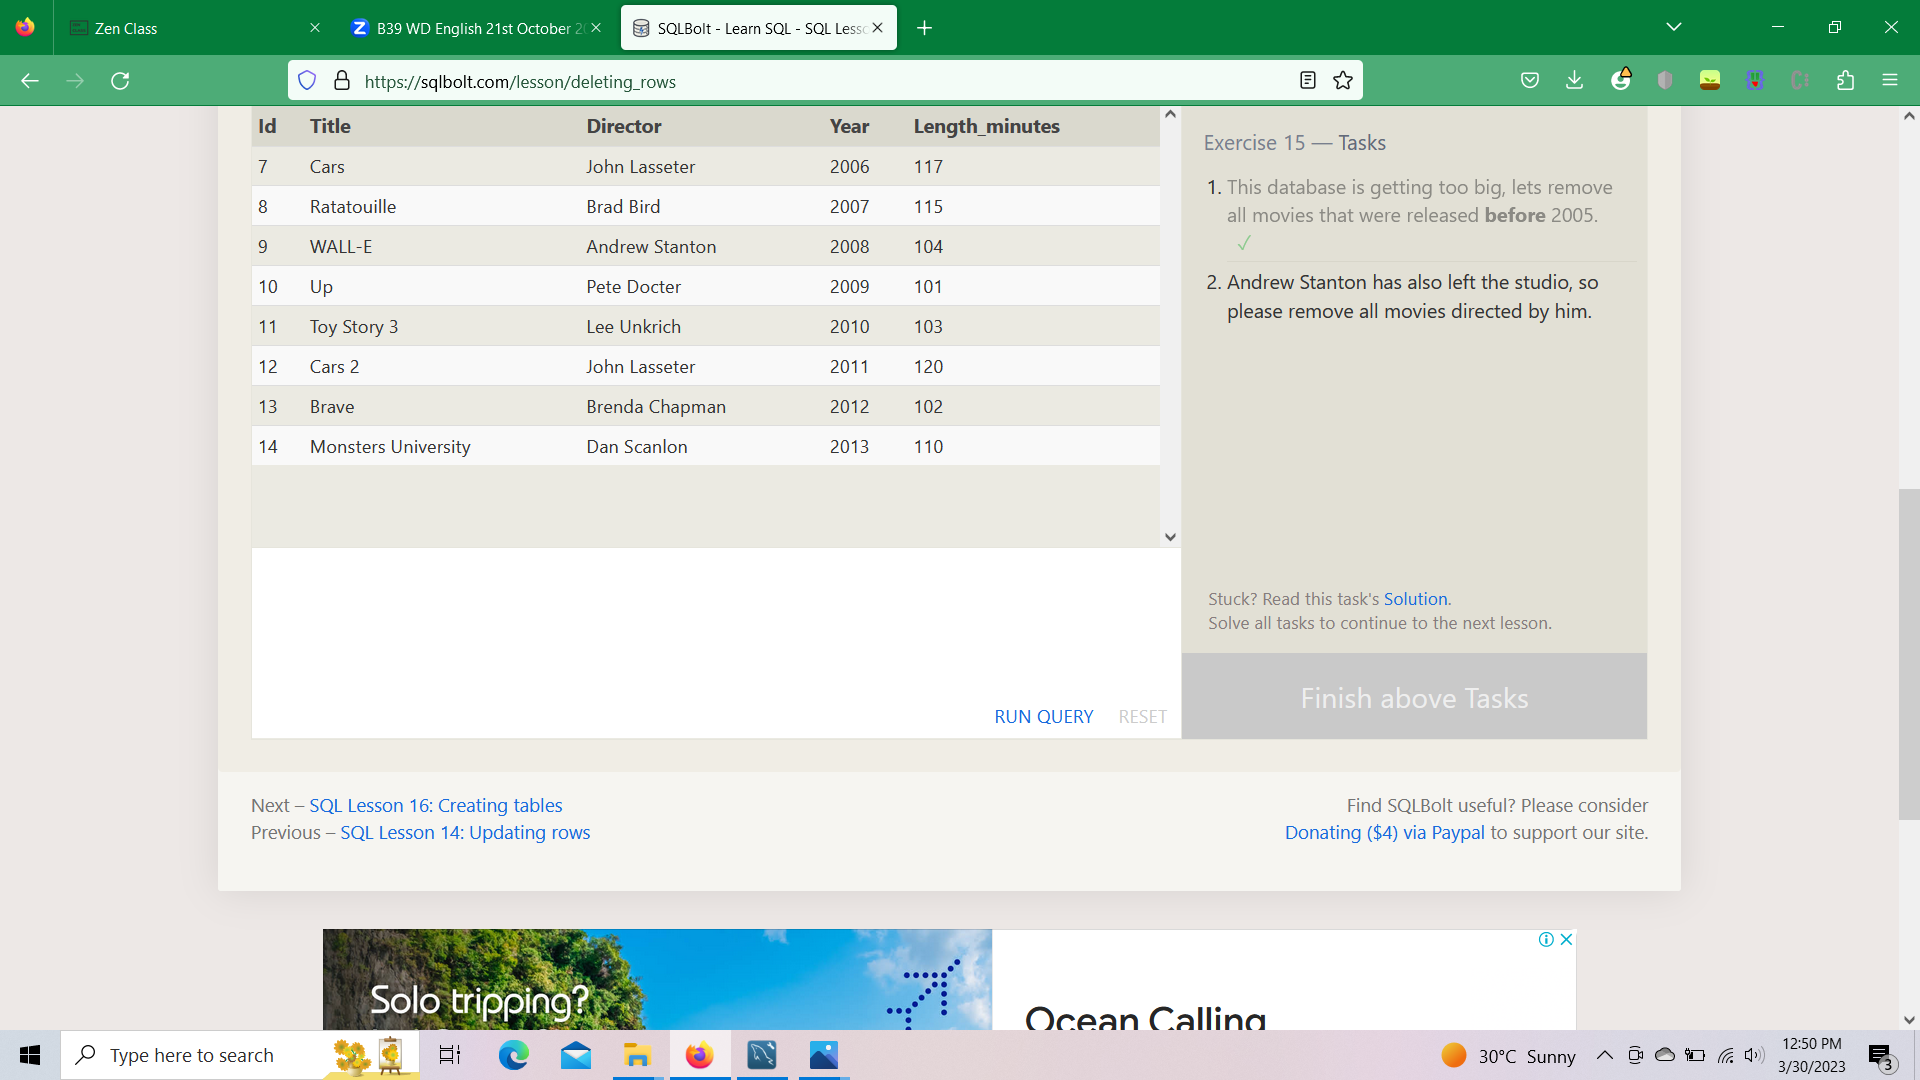 Zen Class
B39 WD English 21st October 20
SQLBolt - Learn SQL - SQL Lesso
https://sqlbolt.com/lesson/deleting_rows
Id Title Director Year Length_minutes
7 Cars John Lasseter 2006 117
8 Ratatouille Brad Bird 2007 115
9 WALL-E Andrew Stanton 2008 104
10 Up Pete Docter 2009 101
11 Toy Story 3 Lee Unkrich 2010 103
12 Cars 2 John Lasseter 2011 120
13 Brave Brenda Chapman 2012 102
14 Monsters University Dan Scanlon 2013 110
RUN QUERY RESET
Exercise 15 — Tasks
1. This database is getting too big, lets remove
all movies that were released before 2005.
✓
2. Andrew Stanton has also left the studio, so
please remove all movies directed by him.
Stuck? Read this task's Solution.
Solve all tasks to continue to the next lesson.
Finish above Tasks
Next – SQL Lesson 16: Creating tables
Previous – SQL Lesson 14: Updating rows
Find SQLBolt useful? Please consider
Donating ($4) via Paypal to support our site.
Solo tripping?
Ocean Calling
Type here to search
30°C Sunny
12:50 PM
3/30/2023
3